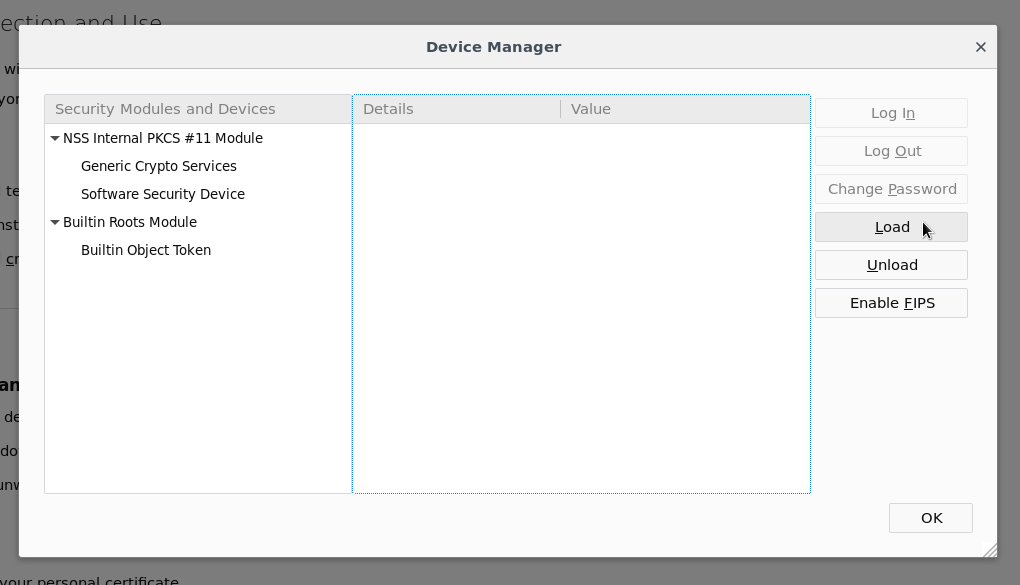 ection and Use
Device Manager
wi
yor
Security Modules and Devices
Details
Value
NSS Internal PKCS #11 Module
Generic Crypto Services
Software Security Device
Builtin Roots Module
Builtin Object Token
Log In
Log Out
Change Password
Load
Unload
Enable FIPS
te
nst
cr
an
de
do
unw
OK
your personal certificate